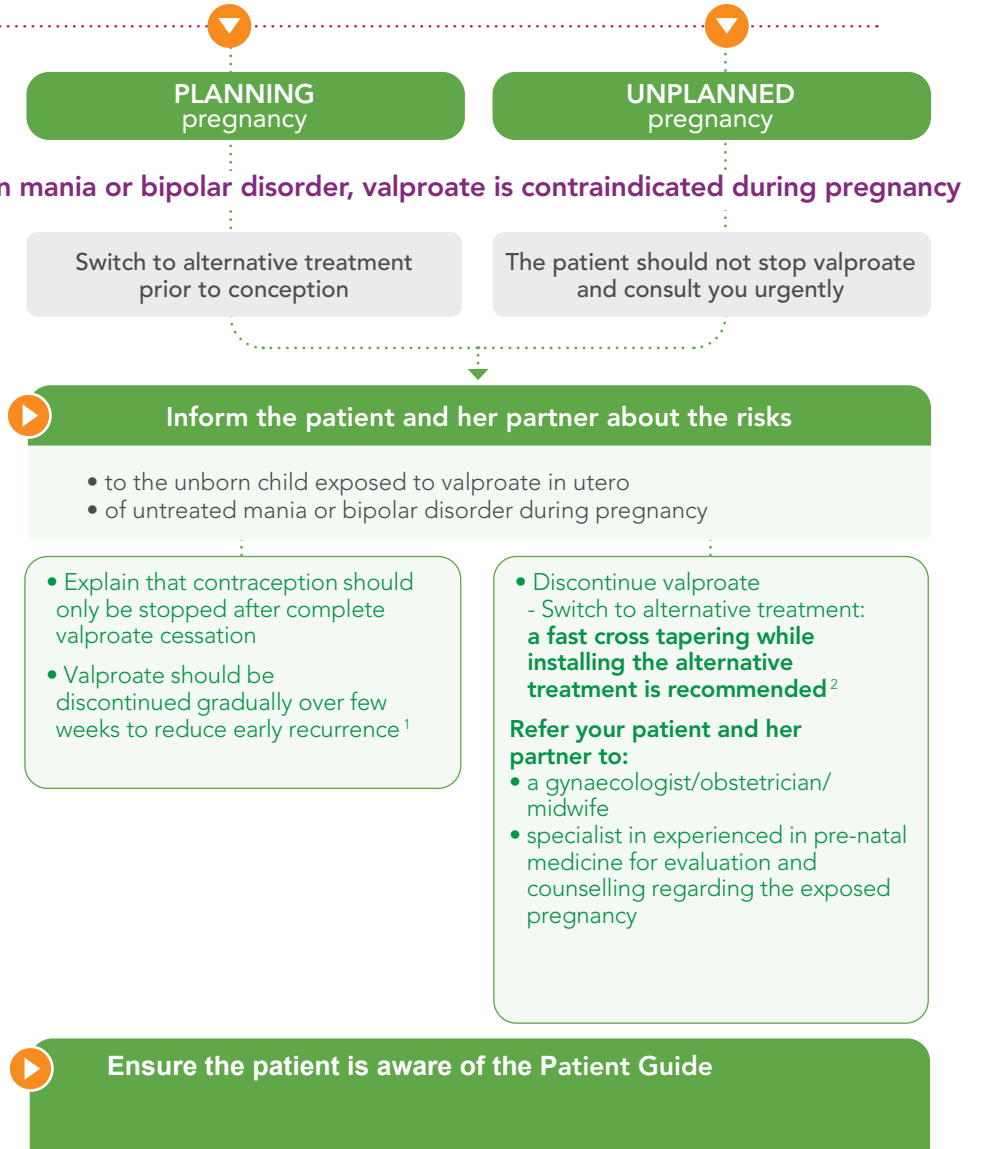 PLANNING
pregnancy
UNPLANNED
pregnancy
n mania or bipolar disorder, valproate is contraindicated during pregnancy
Switch to alternative treatment
prior to conception
The patient should not stop valproate
and consult you urgently
Inform the patient and her partner about the risks
• to the unborn child exposed to valproate in utero
• of untreated mania or bipolar disorder during pregnancy
• Explain that contraception should
only be stopped after complete
valproate cessation
• Valproate should be
discontinued gradually over few
weeks to reduce early recurrence 1
• Discontinue valproate
- Switch to alternative treatment:
a fast cross tapering while
installing the alternative
treatment is recommended 2
Refer your patient and her
partner to:
• a gynaecologist/obstetrician/
midwife
• specialist in experienced in pre-natal
medicine for evaluation and
counselling regarding the exposed
pregnancy
Ensure the patient is aware of the Patient Guide